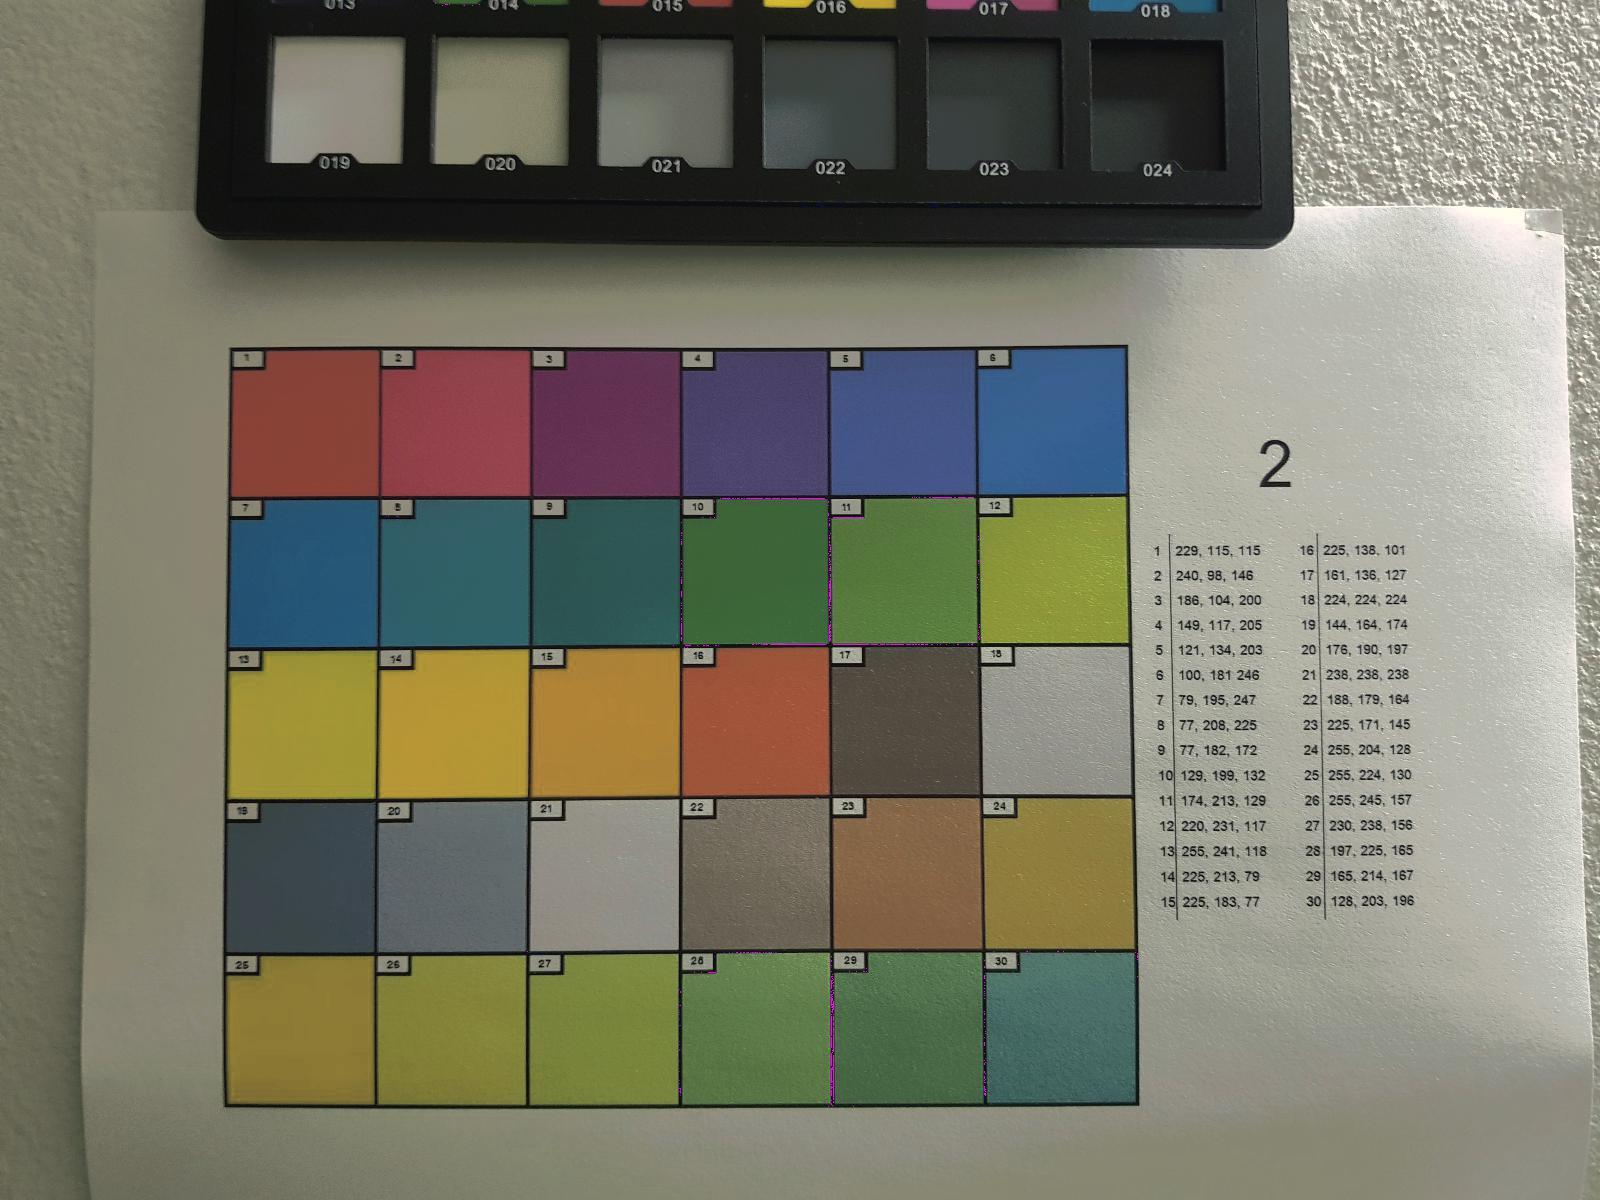 013 014 015 016 017 018
019 020 021 022 023 024
1 2 3 4 5 6
7 8 9 10 11 12
13 14 15 16 17 18
19 20 21 22 23 24
25 26 27 28 29 30
2
1 229, 115, 115 16 225, 138, 101
2 240, 98, 146 17 161, 136, 127
3 186, 104, 200 18 224, 224, 224
4 149, 117, 205 19 144, 164, 174
5 121, 134, 203 20 176, 190, 197
6 100, 181 246 21 238, 238, 238
7 79, 195, 247 22 188, 179, 164
8 77, 208, 225 23 225, 171, 145
9 77, 182, 172 24 255, 204, 128
10 129, 199, 132 25 255, 224, 130
11 174, 213, 129 26 255, 245, 157
12 220, 231, 117 27 230, 238, 156
13 255, 241, 118 28 197, 225, 165
14 225, 213, 79 29 165, 214, 167
15 225, 183, 77 30 128, 203, 196